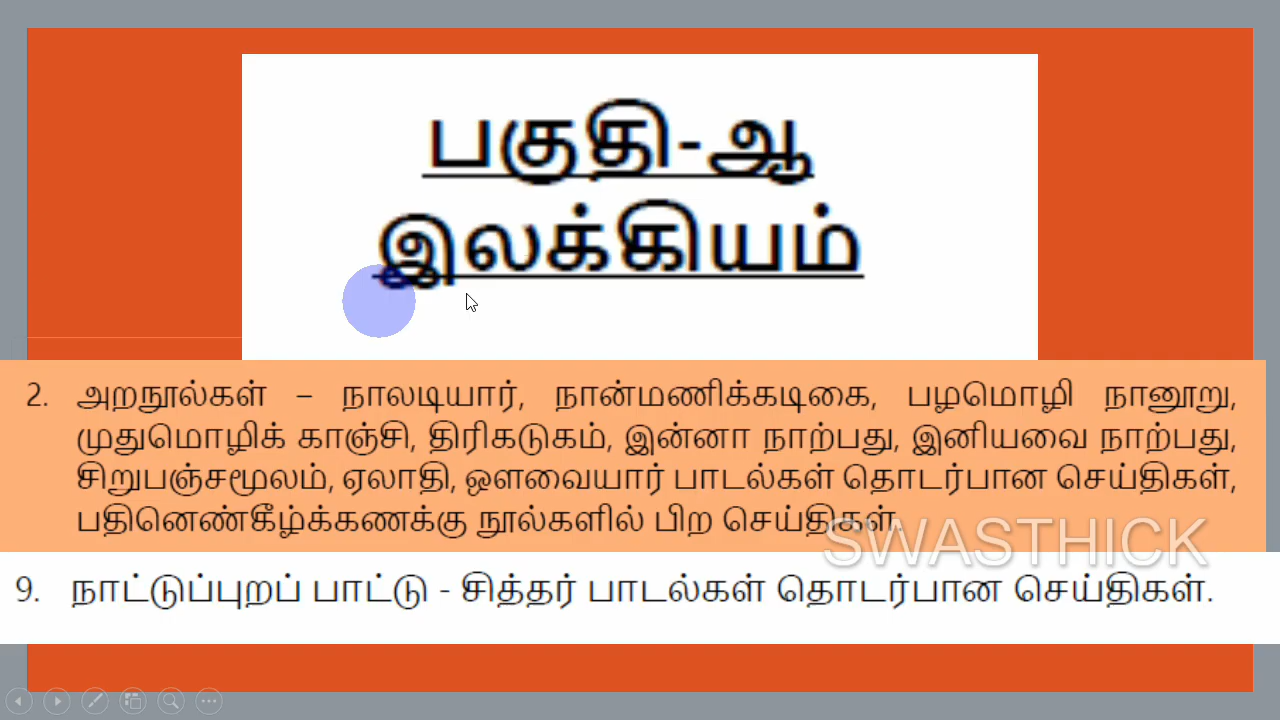 பகுதி-ஆ
இலக்கியம்
2. அறநூல்கள் – நாலடியார், நான்மணிக்கடிகை, பழமொழி நானூறு,
முதுமொழிக் காஞ்சி, திரிகடுகம், இன்னா நாற்பது, இனியவை நாற்பது,
சிறுபஞ்சமூலம், ஏலாதி, ஔவையார் பாடல்கள் தொடர்பான செய்திகள்,
பதினெண்கீழ்க்கணக்கு நூல்களில் பிற செய்திகள்.
SWASTHICK
9. நாட்டுப்புறப் பாட்டு - சித்தர் பாடல்கள் தொடர்பான செய்திகள்.